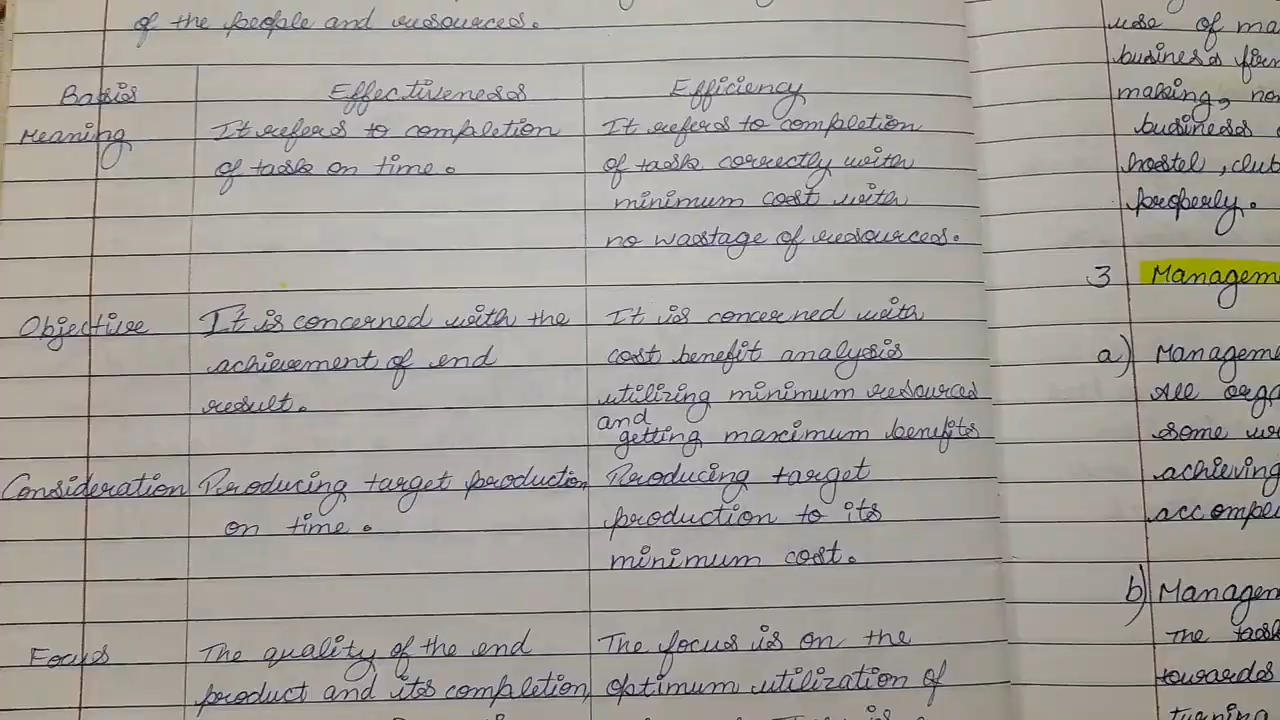 of the people and resources.
Basis Effectiveness Efficiency
Meaning It refers to completion It refers to completion
of task on time. of task correctly with
minimum cost with
no wastage of resources.
Objective It is concerned with the It is concerned with
achievement of end cost benefit analysis
result. utilizing minimum resources
and
getting maximum benefits
Consideration Producing target production Producing target
on time. production to its
minimum cost.
Focus The quality of the end The focus is on the
product and its completion optimum utilization of
use of ma
business fir
making, no
business
hostel, club
properly.
3 Managem
a) Manageme
All orga
some
achieving
accompl
b) Managem
The task
towards
turning